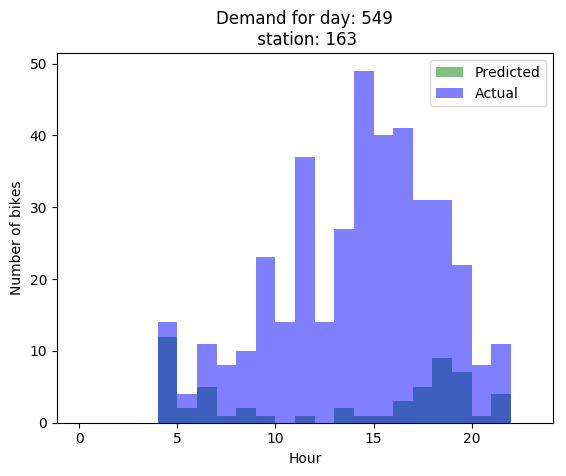 Demand for day: 549
station: 163
Predicted
Actual
Number of bikes
50
40
30
20
10
0
0 5 10 15 20
Hour